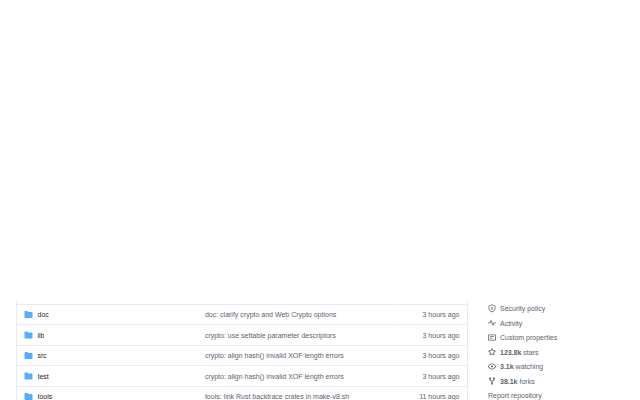 doc doc: clarify crypto and Web Crypto options 3 hours ago
lib crypto: use settable parameter descriptors 3 hours ago
src crypto: align hash() invalid XOF length errors 3 hours ago
test crypto: align hash() invalid XOF length errors 3 hours ago
tools tools: link Rust backtrace crates in make-v8.sh 11 hours ago
Security policy
Activity
Custom properties
123.8k stars
3.1k watching
38.1k forks
Report repository